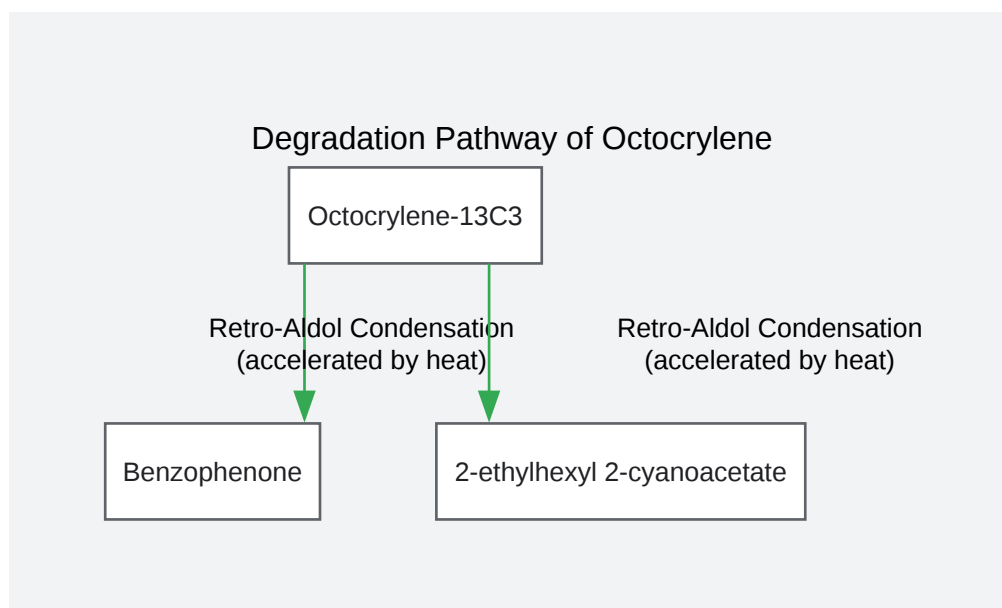 Degradation Pathway of Octocrylene
Octocrylene-13C3
Retro-Aldol Condensation
(accelerated by heat)
Retro-Aldol Condensation
(accelerated by heat)
Benzophenone
2-ethylhexyl 2-cyanoacetate